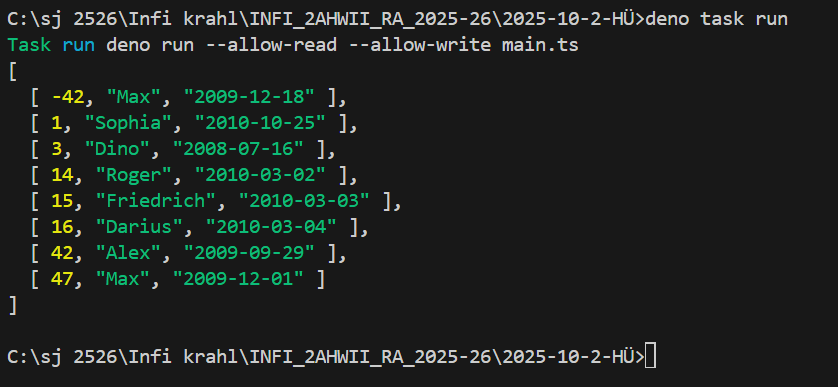 C:\sj 2526\Infi krahl\INFI_2AHWII_RA_2025-26\2025-10-2-HÜ>deno task run
Task run deno run --allow-read --allow-write main.ts
[
  [ -42, "Max", "2009-12-18" ],
  [ 1, "Sophia", "2010-10-25" ],
  [ 3, "Dino", "2008-07-16" ],
  [ 14, "Roger", "2010-03-02" ],
  [ 15, "Friedrich", "2010-03-03" ],
  [ 16, "Darius", "2010-03-04" ],
  [ 42, "Alex", "2009-09-29" ],
  [ 47, "Max", "2009-12-01" ]
]
C:\sj 2526\Infi krahl\INFI_2AHWII_RA_2025-26\2025-10-2-HÜ>